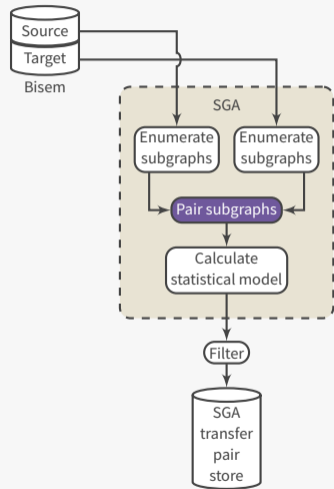 Source
Target
Bisem
SGA
Enumerate
subgraphs
Enumerate
subgraphs
Pair subgraphs
Calculate
statistical model
Filter
SGA
transfer
pair
store